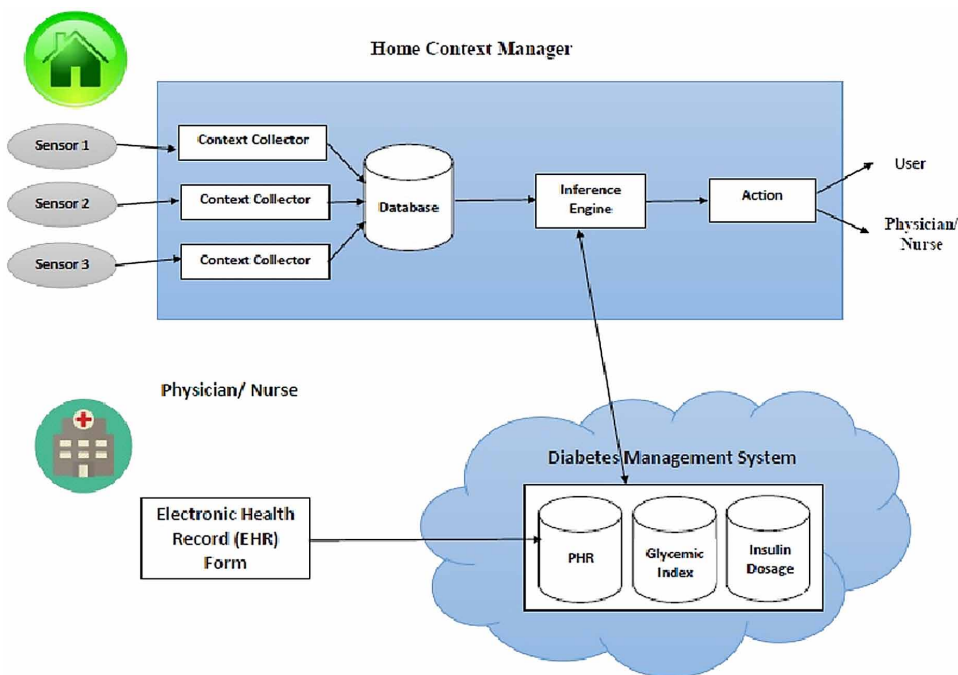 Home Context Manager
Sensor 1
Context Collector
Sensor 2
Context Collector
Sensor 3
Context Collector
Database
Inference
Engine
Action
User
Physician/
Nurse
Physician/ Nurse
Electronic Health
Record (EHR)
Form
Diabetes Management System
PHR
Glycemic
Index
Insulin
Dosage